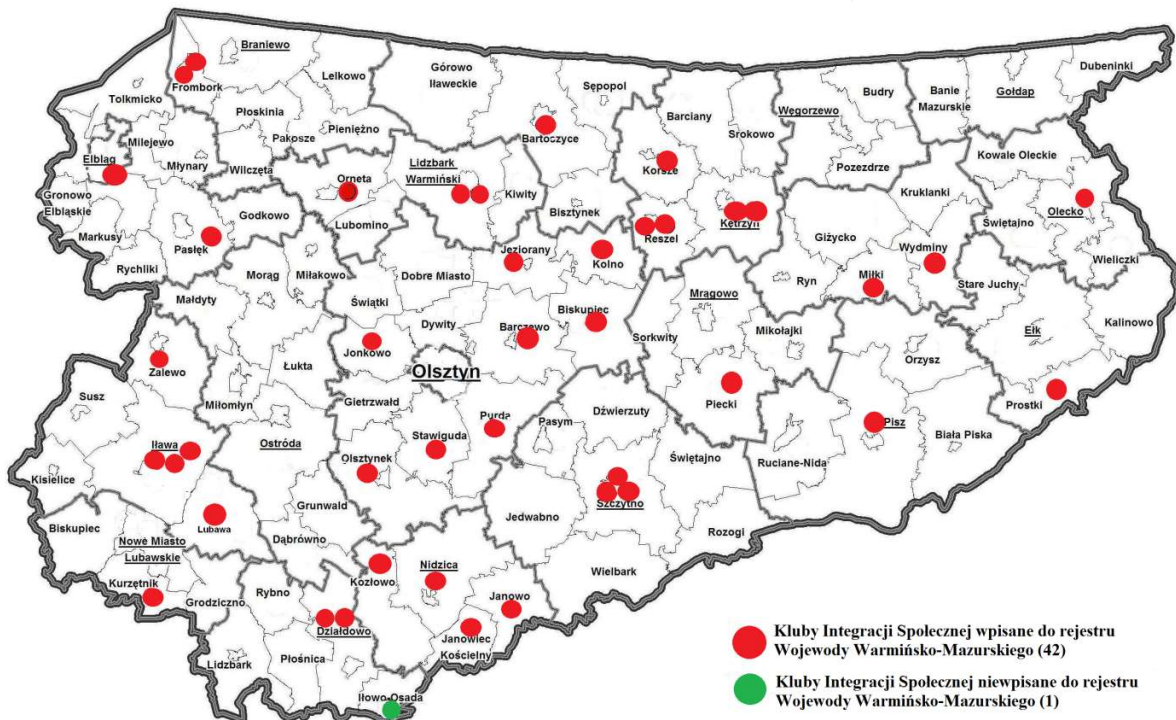 Braniewo
Dubeninki
Lelkowo
Górowo
Iławeckie
Sępopol
Budry
Banie
Mazurskie
Gołdap
Frombork
Tolkmicko
Płoskinia
Barciany
Węgorzewo
Srokowo
Pakosze
Pieniężno
Bartoczyce
Milejewo
Młynary
Elbląg
Wilczęta
Orneta
Lidzbark
Warmiński
Kiwity
Korsze
Pozezdrze
Kowale Oleckie
Kruklanki
Gronowo
Elbląskie
Godkowo
Lubomino
Bisztynek
Reszel
Kętrzyn
Świętajno
Olecko
Markusy
Pasłęk
Giżycko
Wydminy
Rychliki
Morąg
Miłakowo
Dobre Miasto
Jeziorany
Kolno
Wieliczki
Małdyty
Świątki
Mrągowo
Ryn
Miłki
Stare Juchy
Dywity
Barczewo
Biskupiec
Sorkwity
Mikołajki
Ełk
Kalinowo
Jonkowo
Zalewo
Łukta
Olsztyn
Orzysz
Susz
Miłomłyn
Gietrzwałd
Piecki
Prostki
Purda
Dźwierzuty
Pasym
Pisz
Iława
Ostróda
Stawiguda
Biała Piska
Olsztynek
Świętajno
Ruciane-Nida
Kisielice
Szczytno
Grunwald
Jedwabno
Biskupiec
Lubawa
Rozogi
Nowe Miasto
Lubawskie
Dąbrówno
Wielbark
Kurzętnik
Kozłowo
Nidzica
Rybno
Grodziczno
Janowo
Działdowo
Janowiec
Kościelny
Lidzbark
Płośnica
Iłowo-Osada
Kluby Integracji Społecznej wpisane do rejestru
Wojewody Warmińsko-Mazurskiego (42)
Kluby Integracji Społecznej niewpisane do rejestru
Wojewody Warmińsko-Mazurskiego (1)